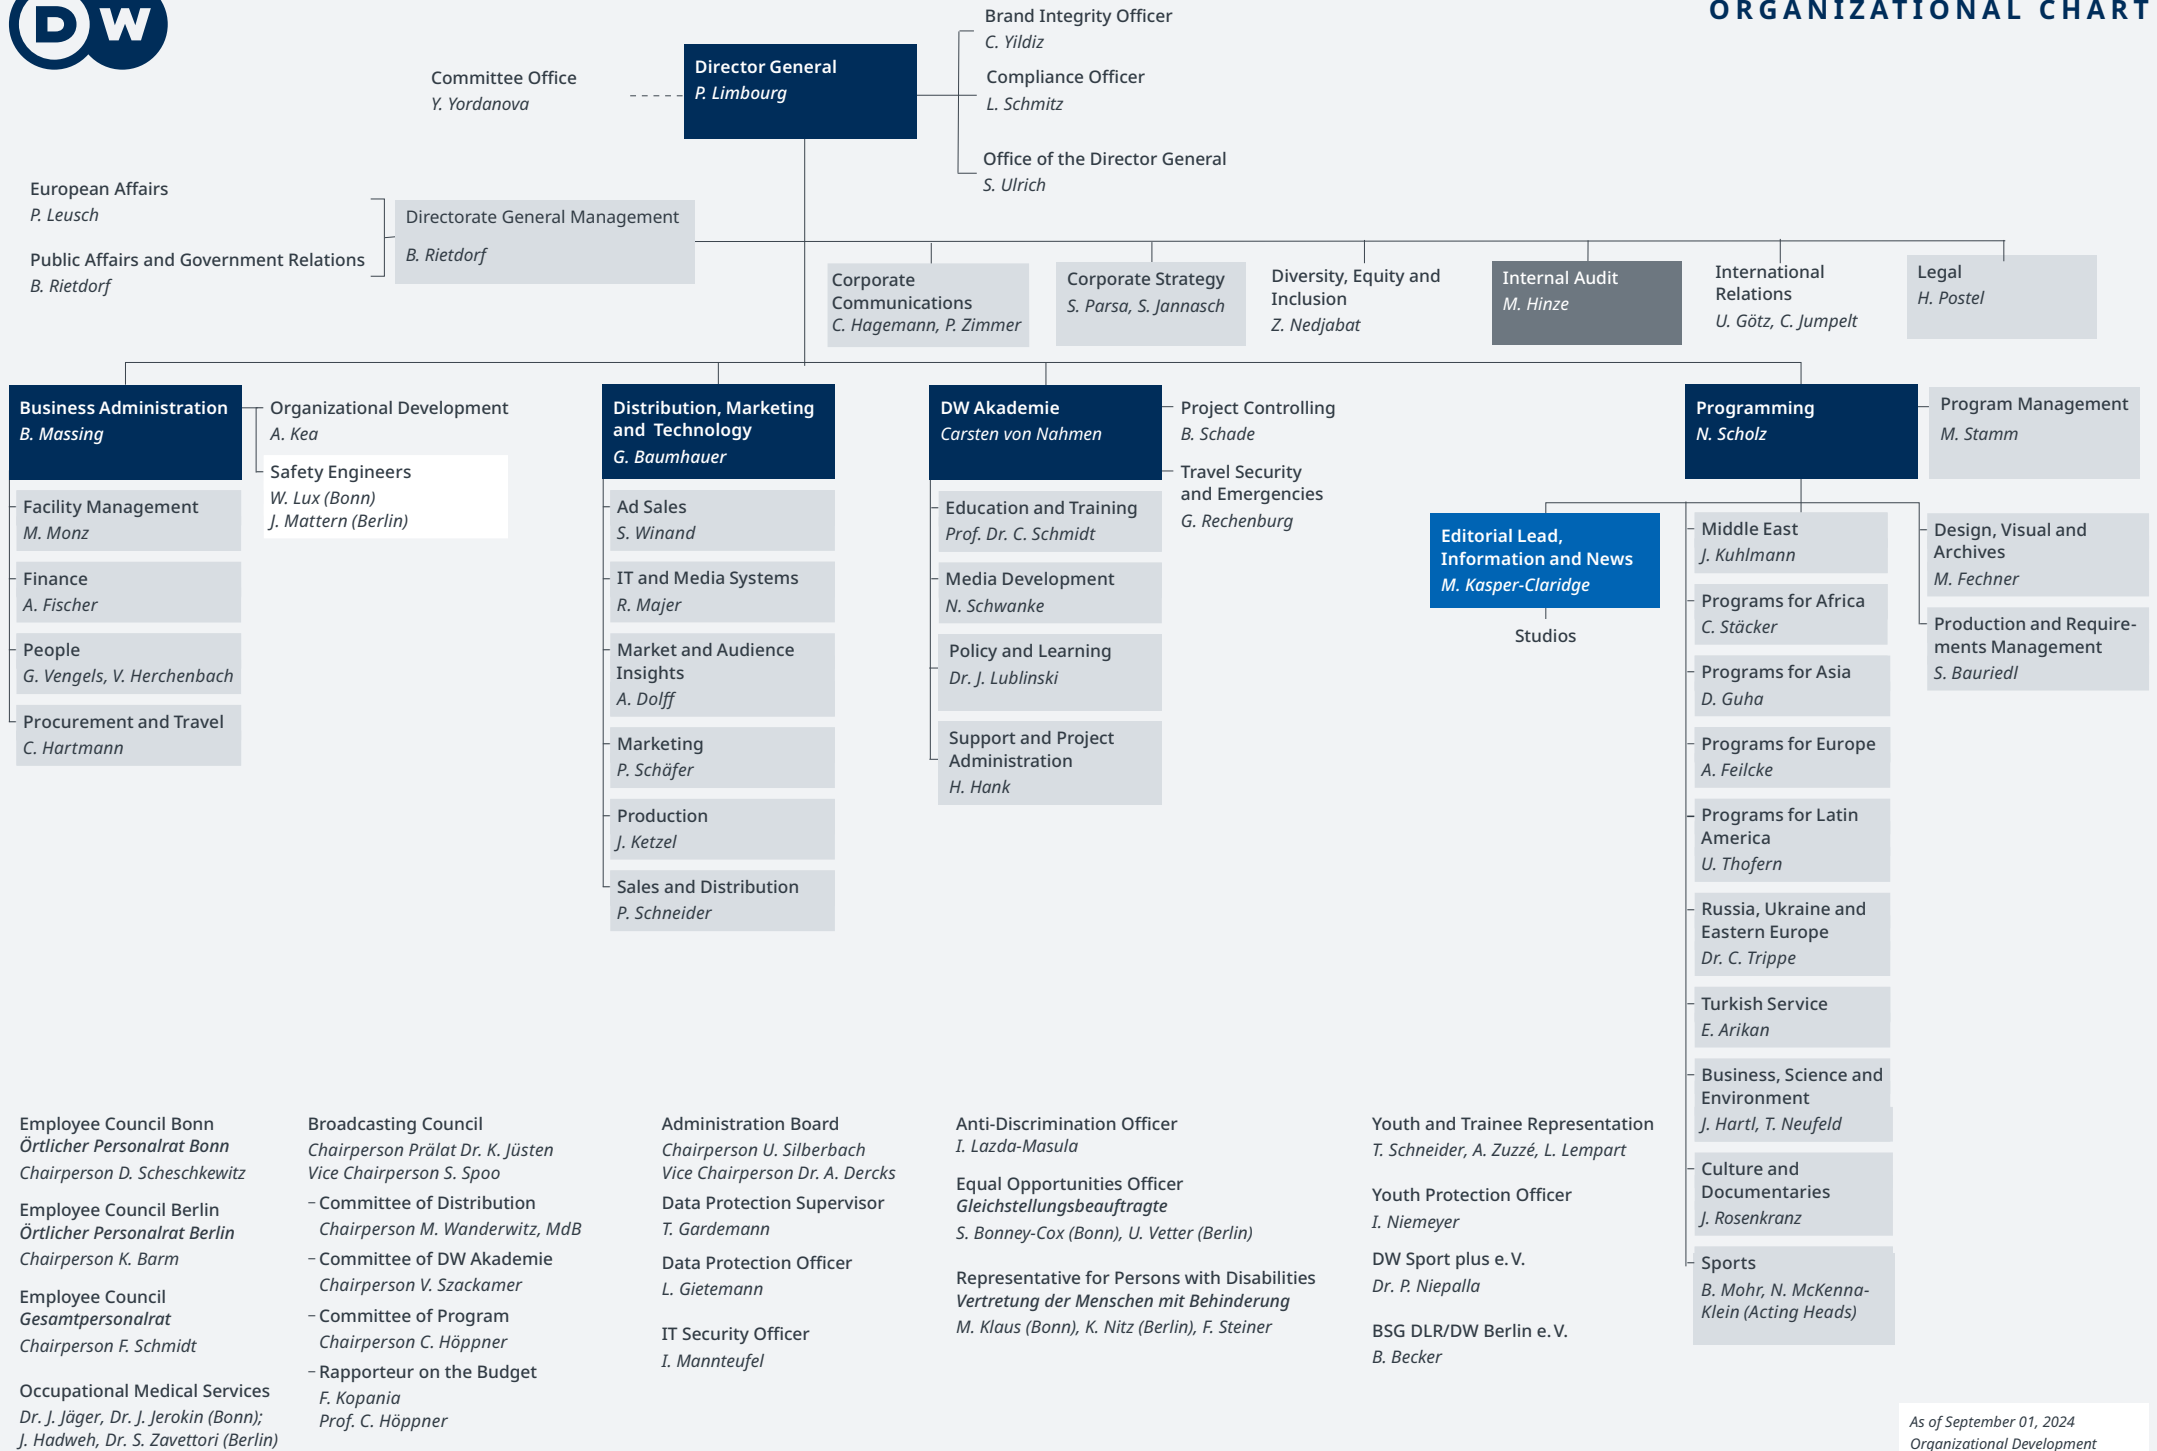 DW
ORGANIZATIONAL CHART
Brand Integrity Officer
C. Yildiz
Director General
P. Limbourg
Committee Office
Y. Yordanova
Compliance Officer
L. Schmitz
Office of the Director General
S. Ulrich
European Affairs
P. Leusch
Public Affairs and Government Relations
B. Rietdorf
Directorate General Management
B. Rietdorf
Corporate
Communications
C. Hagemann, P. Zimmer
Corporate Strategy
S. Parsa, S. Jannasch
Diversity, Equity and
Inclusion
Z. Nedjabat
Internal Audit
M. Hinze
International
Relations
U. Götz, C. Jumpelt
Legal
H. Postel
Business Administration
B. Massing
Organizational Development
A. Kea
Safety Engineers
W. Lux (Bonn)
J. Mattern (Berlin)
Facility Management
M. Monz
Finance
A. Fischer
People
G. Vengels, V. Herchenbach
Procurement and Travel
C. Hartmann
Distribution, Marketing
and Technology
G. Baumhauer
Ad Sales
S. Winand
IT and Media Systems
R. Majer
Market and Audience
Insights
A. Dolff
Marketing
P. Schäfer
Production
J. Ketzel
Sales and Distribution
P. Schneider
DW Akademie
Carsten von Nahmen
Project Controlling
B. Schade
Travel Security
and Emergencies
G. Rechenburg
Education and Training
Prof. Dr. C. Schmidt
Media Development
N. Schwanke
Policy and Learning
Dr. J. Lublinski
Support and Project
Administration
H. Hank
Programming
N. Scholz
Program Management
M. Stamm
Editorial Lead,
Information and News
M. Kasper-Claridge
Studios
Middle East
J. Kuhlmann
Programs for Africa
C. Stäcker
Programs for Asia
D. Guha
Programs for Europe
A. Feilcke
Programs for Latin
America
U. Thofern
Russia, Ukraine and
Eastern Europe
Dr. C. Trippe
Turkish Service
E. Arikan
Business, Science and
Environment
J. Hartl, T. Neufeld
Culture and
Documentaries
J. Rosenkranz
Sports
B. Mohr, N. McKenna-
Klein (Acting Heads)
Design, Visual and
Archives
M. Fechner
Production and Require-
ments Management
S. Bauriedl
Employee Council Bonn
Örtlicher Personalrat Bonn
Chairperson D. Scheschkewitz
Employee Council Berlin
Örtlicher Personalrat Berlin
Chairperson K. Barm
Employee Council
Gesamtpersonalrat
Chairperson F. Schmidt
Occupational Medical Services
Dr. J. Jäger, Dr. J. Jerokin (Bonn);
J. Hadweh, Dr. S. Zavettori (Berlin)
Broadcasting Council
Chairperson Prälat Dr. K. Jüsten
Vice Chairperson S. Spoo
– Committee of Distribution
Chairperson M. Wanderwitz, MdB
– Committee of DW Akademie
Chairperson V. Szackamer
– Committee of Program
Chairperson C. Höppner
– Rapporteur on the Budget
F. Kopania
Prof. C. Höppner
Administration Board
Chairperson U. Silberbach
Vice Chairperson Dr. A. Dercks
Data Protection Supervisor
T. Gardemann
Data Protection Officer
L. Gietemann
IT Security Officer
I. Mannteufel
Anti-Discrimination Officer
I. Lazda-Masula
Equal Opportunities Officer
Gleichstellungsbeauftragte
S. Bonney-Cox (Bonn), U. Vetter (Berlin)
Representative for Persons with Disabilities
Vertretung der Menschen mit Behinderung
M. Klaus (Bonn), K. Nitz (Berlin), F. Steiner
Youth and Trainee Representation
T. Schneider, A. Zuzzé, L. Lempart
Youth Protection Officer
I. Niemeyer
DW Sport plus e. V.
Dr. P. Niepalla
BSG DLR/DW Berlin e. V.
B. Becker
As of September 01, 2024
Organizational Development